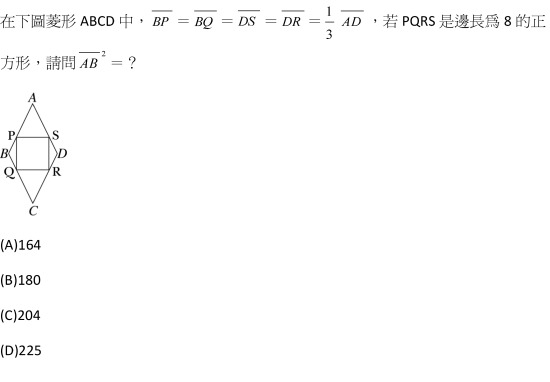 在下圖菱形 ABCD 中，BP = BQ = DS = DR = 1/3 AD ，若 PQRS 是邊長爲 8 的正
方形，請問 AB² = ？
A
P S
B D
Q R
C
(A)164
(B)180
(C)204
(D)225